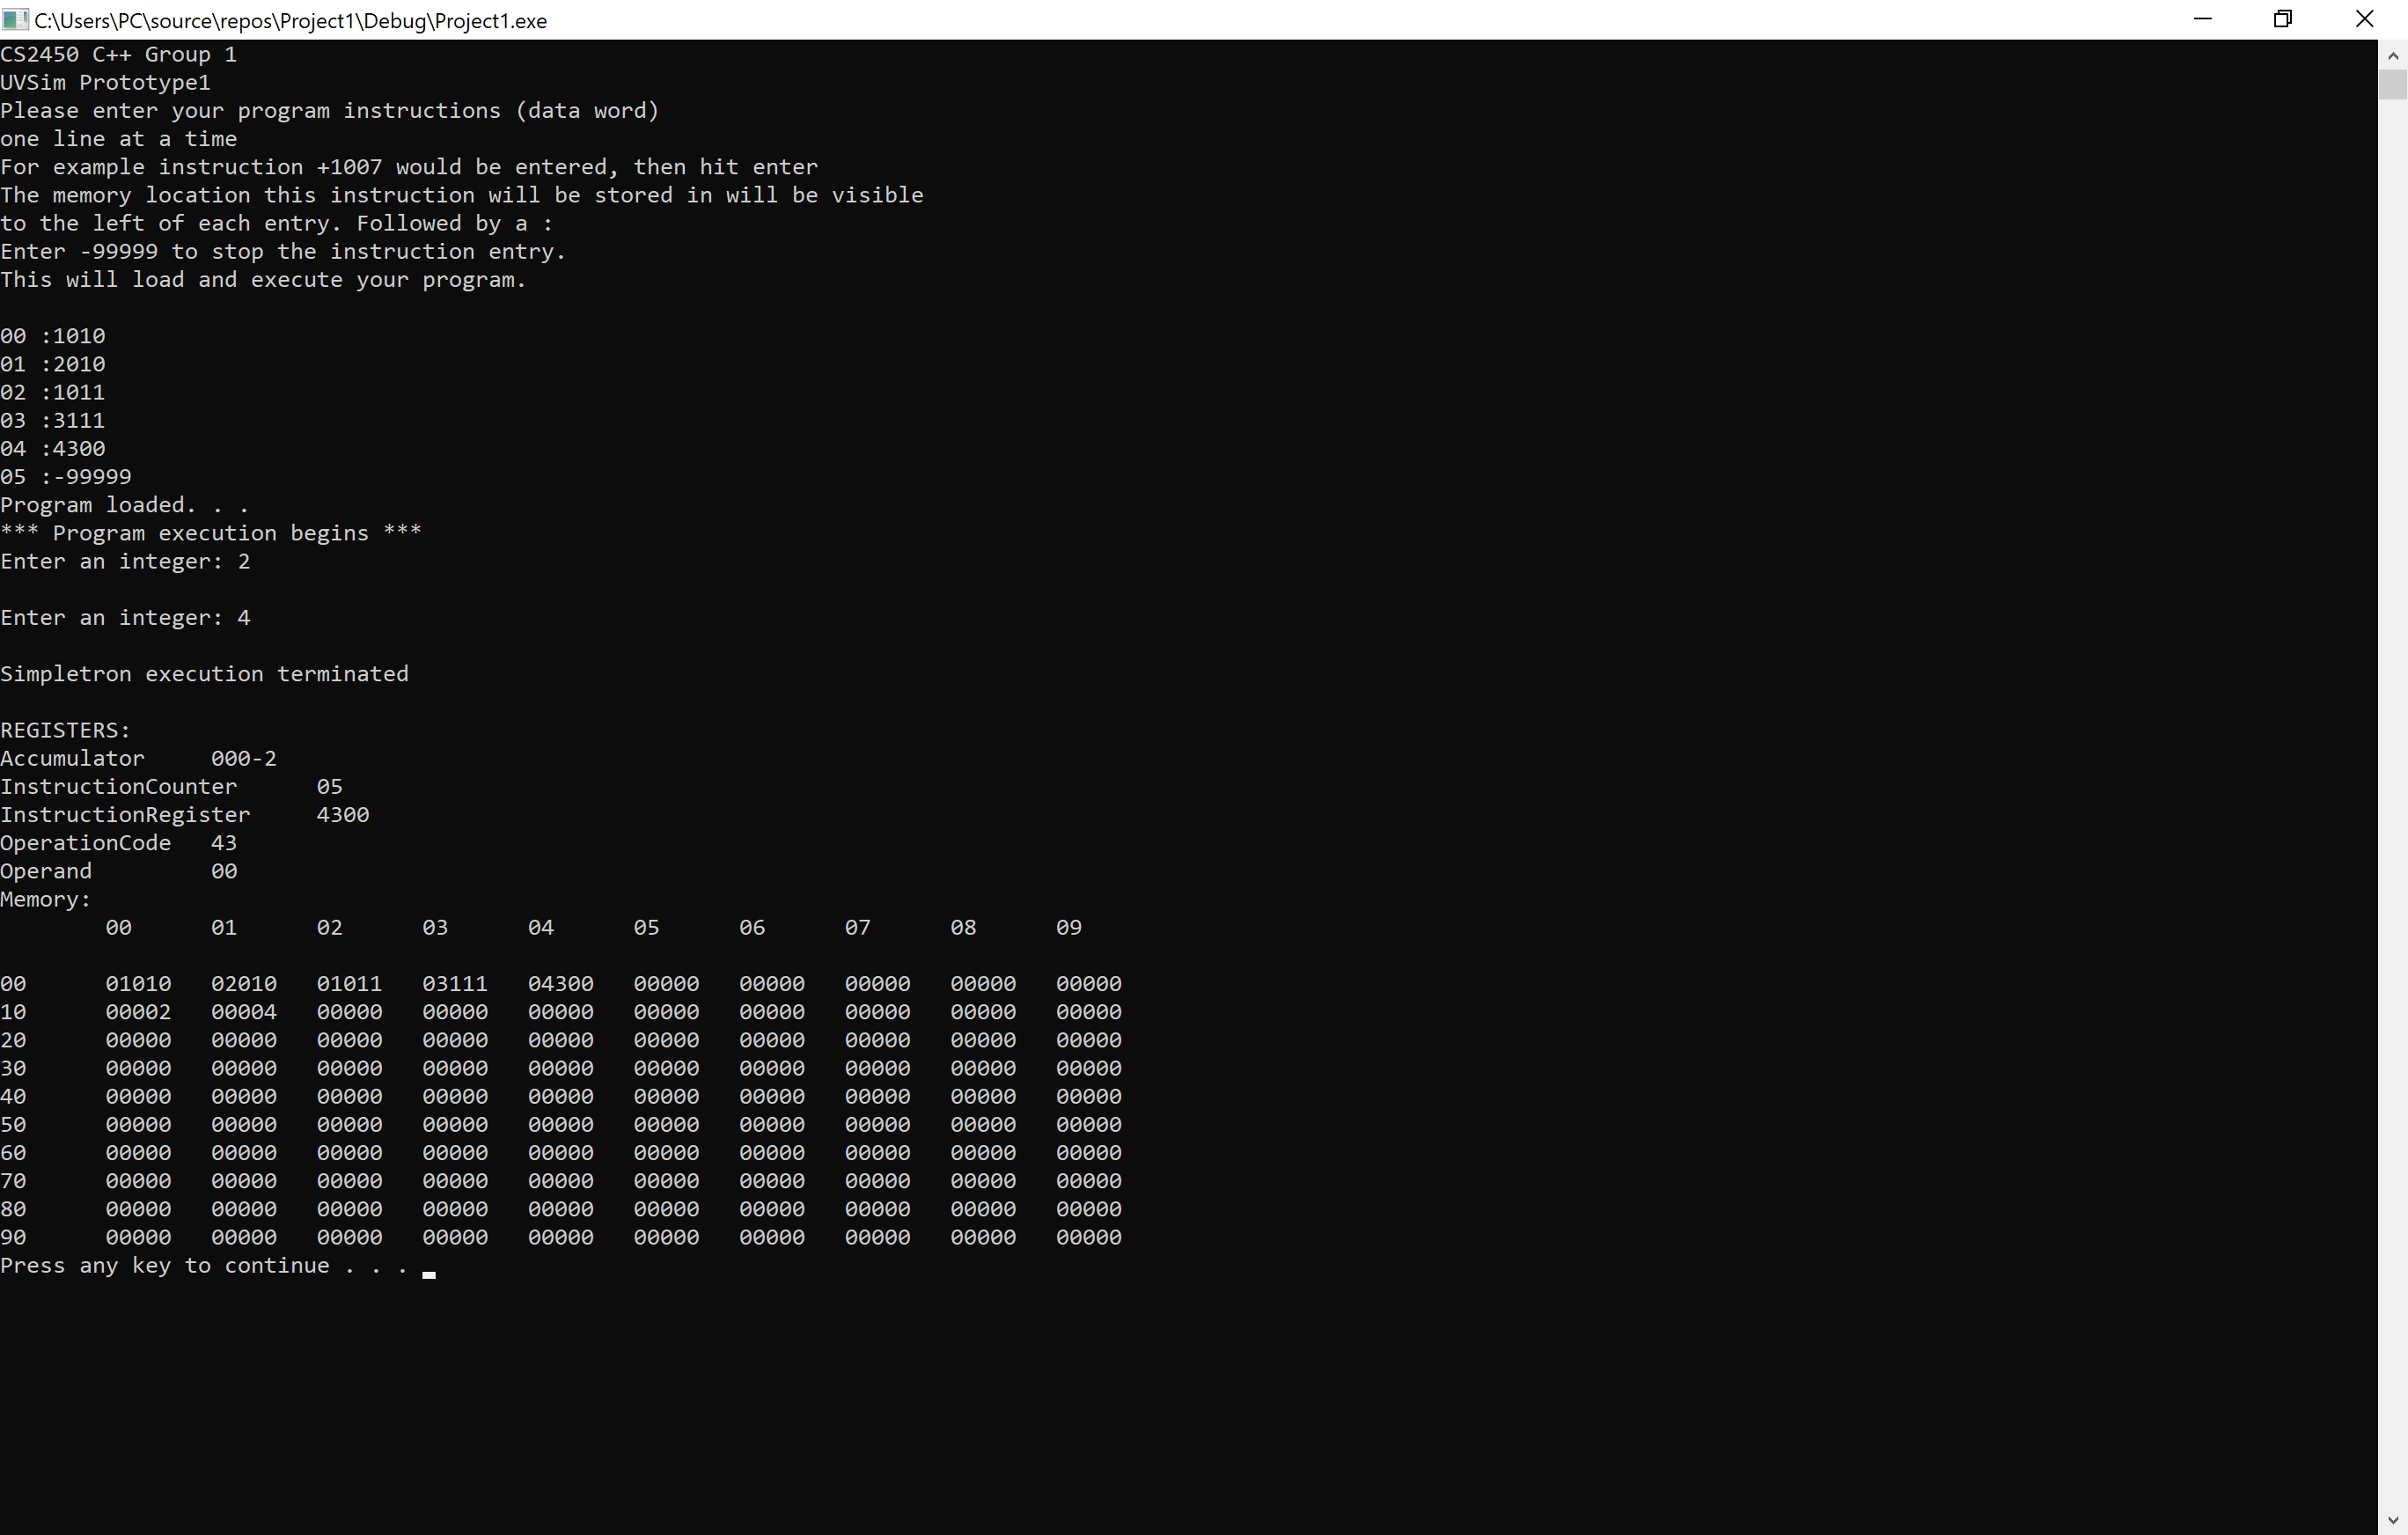 C:\Users\PC\source\repos\Project1\Debug\Project1.exe
CS2450 C++ Group 1
UVSim Prototype1
Please enter your program instructions (data word)
one line at a time
For example instruction +1007 would be entered, then hit enter
The memory location this instruction will be stored in will be visible
to the left of each entry. Followed by a :
Enter -99999 to stop the instruction entry.
This will load and execute your program.
00 :1010
01 :2010
02 :1011
03 :3111
04 :4300
05 :-99999
Program loaded. . .
*** Program execution begins ***
Enter an integer: 2
Enter an integer: 4
Simpletron execution terminated
REGISTERS:
Accumulator     000-2
InstructionCounter      05
InstructionRegister     4300
OperationCode   43
Operand         00
Memory:
        00      01      02      03      04      05      06      07      08      09
00      01010   02010   01011   03111   04300   00000   00000   00000   00000   00000
10      00002   00004   00000   00000   00000   00000   00000   00000   00000   00000
20      00000   00000   00000   00000   00000   00000   00000   00000   00000   00000
30      00000   00000   00000   00000   00000   00000   00000   00000   00000   00000
40      00000   00000   00000   00000   00000   00000   00000   00000   00000   00000
50      00000   00000   00000   00000   00000   00000   00000   00000   00000   00000
60      00000   00000   00000   00000   00000   00000   00000   00000   00000   00000
70      00000   00000   00000   00000   00000   00000   00000   00000   00000   00000
80      00000   00000   00000   00000   00000   00000   00000   00000   00000   00000
90      00000   00000   00000   00000   00000   00000   00000   00000   00000   00000
Press any key to continue . . .